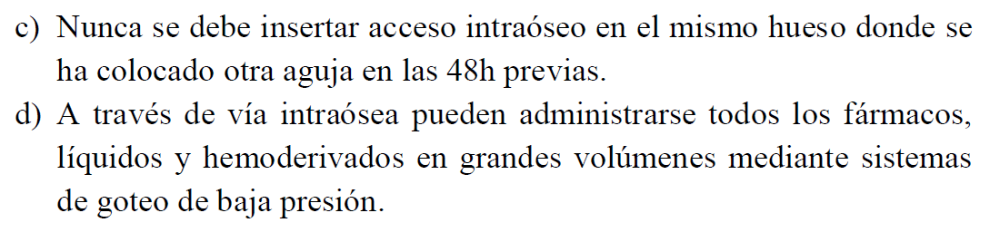 c) Nunca se debe insertar acceso intraóseo en el mismo hueso donde se
ha colocado otra aguja en las 48h previas.
d) A través de vía intraósea pueden administrarse todos los fármacos,
líquidos y hemoderivados en grandes volúmenes mediante sistemas
de goteo de baja presión.